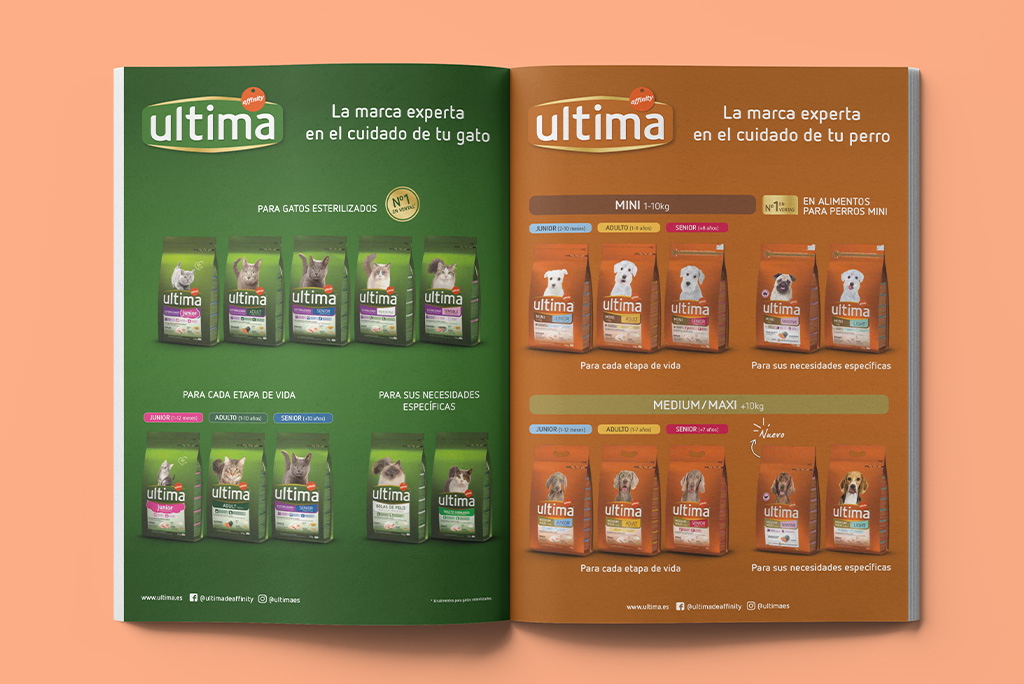 affinity
ultima
La marca experta
en el cuidado de tu gato
PARA GATOS ESTERILIZADOS
Nº1
EN VENTAS*
ultima
ultima
ultima
ultima
ultima
junior
ADULT
SENIOR
PARA CADA ETAPA DE VIDA
JUNIOR (1-12 meses)
ADULTO (1-10 años)
SENIOR (+10 años)
ultima
ultima
ultima
junior
ADULT
SENIOR
PARA SUS NECESIDADES
ESPECÍFICAS
ultima
ultima
BOLAS DE PELO
www.ultima.es
@ultimadeaffinity
@ultimaes
affinity
ultima
La marca experta
en el cuidado de tu perro
MINI 1-10kg
Nº1 EN VENTAS
EN ALIMENTOS
PARA PERROS MINI
JUNIOR (2-10 meses)
ADULTO (1-8 años)
SENIOR (+8 años)
ultima
ultima
ultima
JUNIOR
ADULT
SENIOR
ultima
ultima
LIGHT
Para cada etapa de vida
Para sus necesidades específicas
MEDIUM/MAXI +10kg
JUNIOR (1-12 meses)
ADULTO (1-7 años)
SENIOR (+7 años)
Nuevo
ultima
ultima
ultima
JUNIOR
ADULT
SENIOR
ultima
ultima
LIGHT
Para cada etapa de vida
Para sus necesidades específicas
www.ultima.es
@ultimadeaffinity
@ultimaes